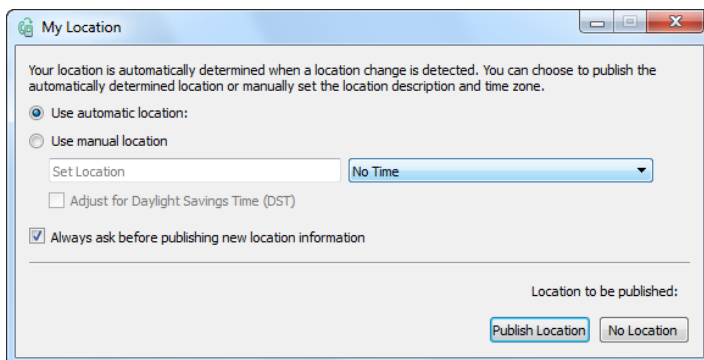 My Location
Your location is automatically determined when a location change is detected. You can choose to publish the
automatically determined location or manually set the location description and time zone.
Use automatic location:
Use manual location
Set Location No Time
Adjust for Daylight Savings Time (DST)
Always ask before publishing new location information
Location to be published:
Publish Location No Location